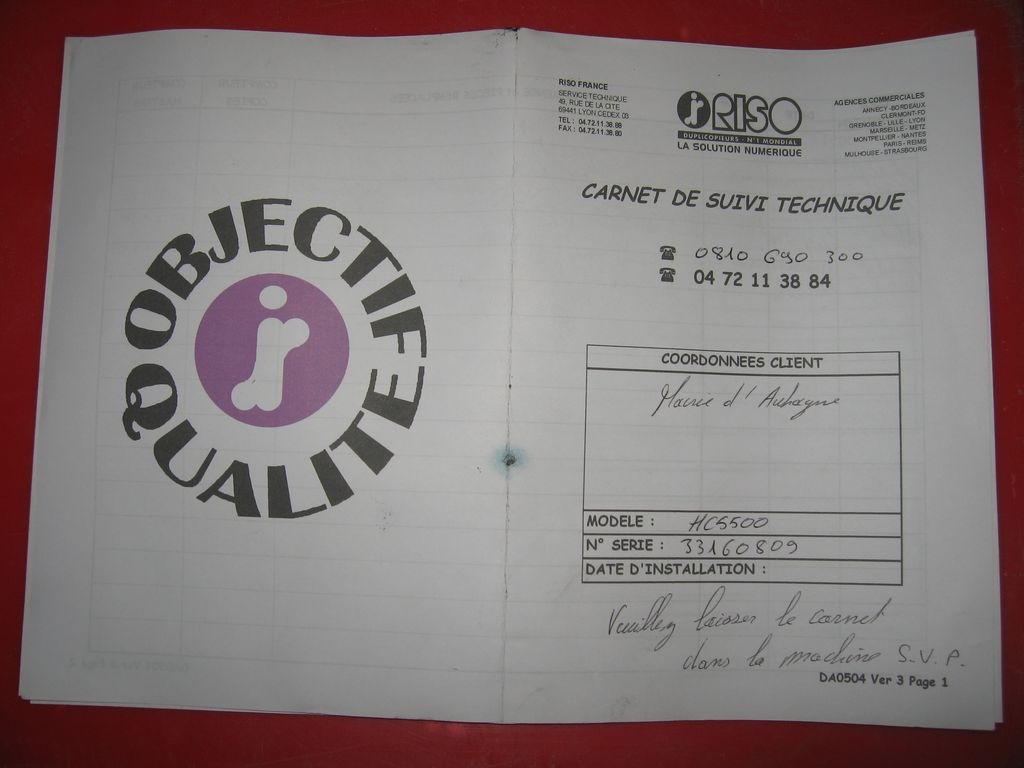 OBJECTIF
QUALITE
RISO FRANCE
SERVICE TECHNIQUE
49, RUE DE LA CITE
69441 LYON CEDEX 03
TEL : 04.72.11.38.88
FAX : 04.72.11.38.80
RISO
DUPLICOPIEURS - N°1 MONDIAL
LA SOLUTION NUMERIQUE
AGENCES COMMERCIALES
ANNECY - BORDEAUX
CLERMONT-FD
GRENOBLE - LILLE - LYON
MARSEILLE - METZ
MONTPELLIER - NANTES
PARIS - REIMS
MULHOUSE - STRASBOURG
CARNET DE SUIVI TECHNIQUE
☎ 0810 690 300
☎ 04 72 11 38 84
COORDONNEES CLIENT
Mairie d'Aubagne
MODELE : HC5500
N° SERIE : 33160809
DATE D'INSTALLATION :
Veuillez laisser le carnet
dans la machine S.V.P.
DA0504 Ver 3 Page 1